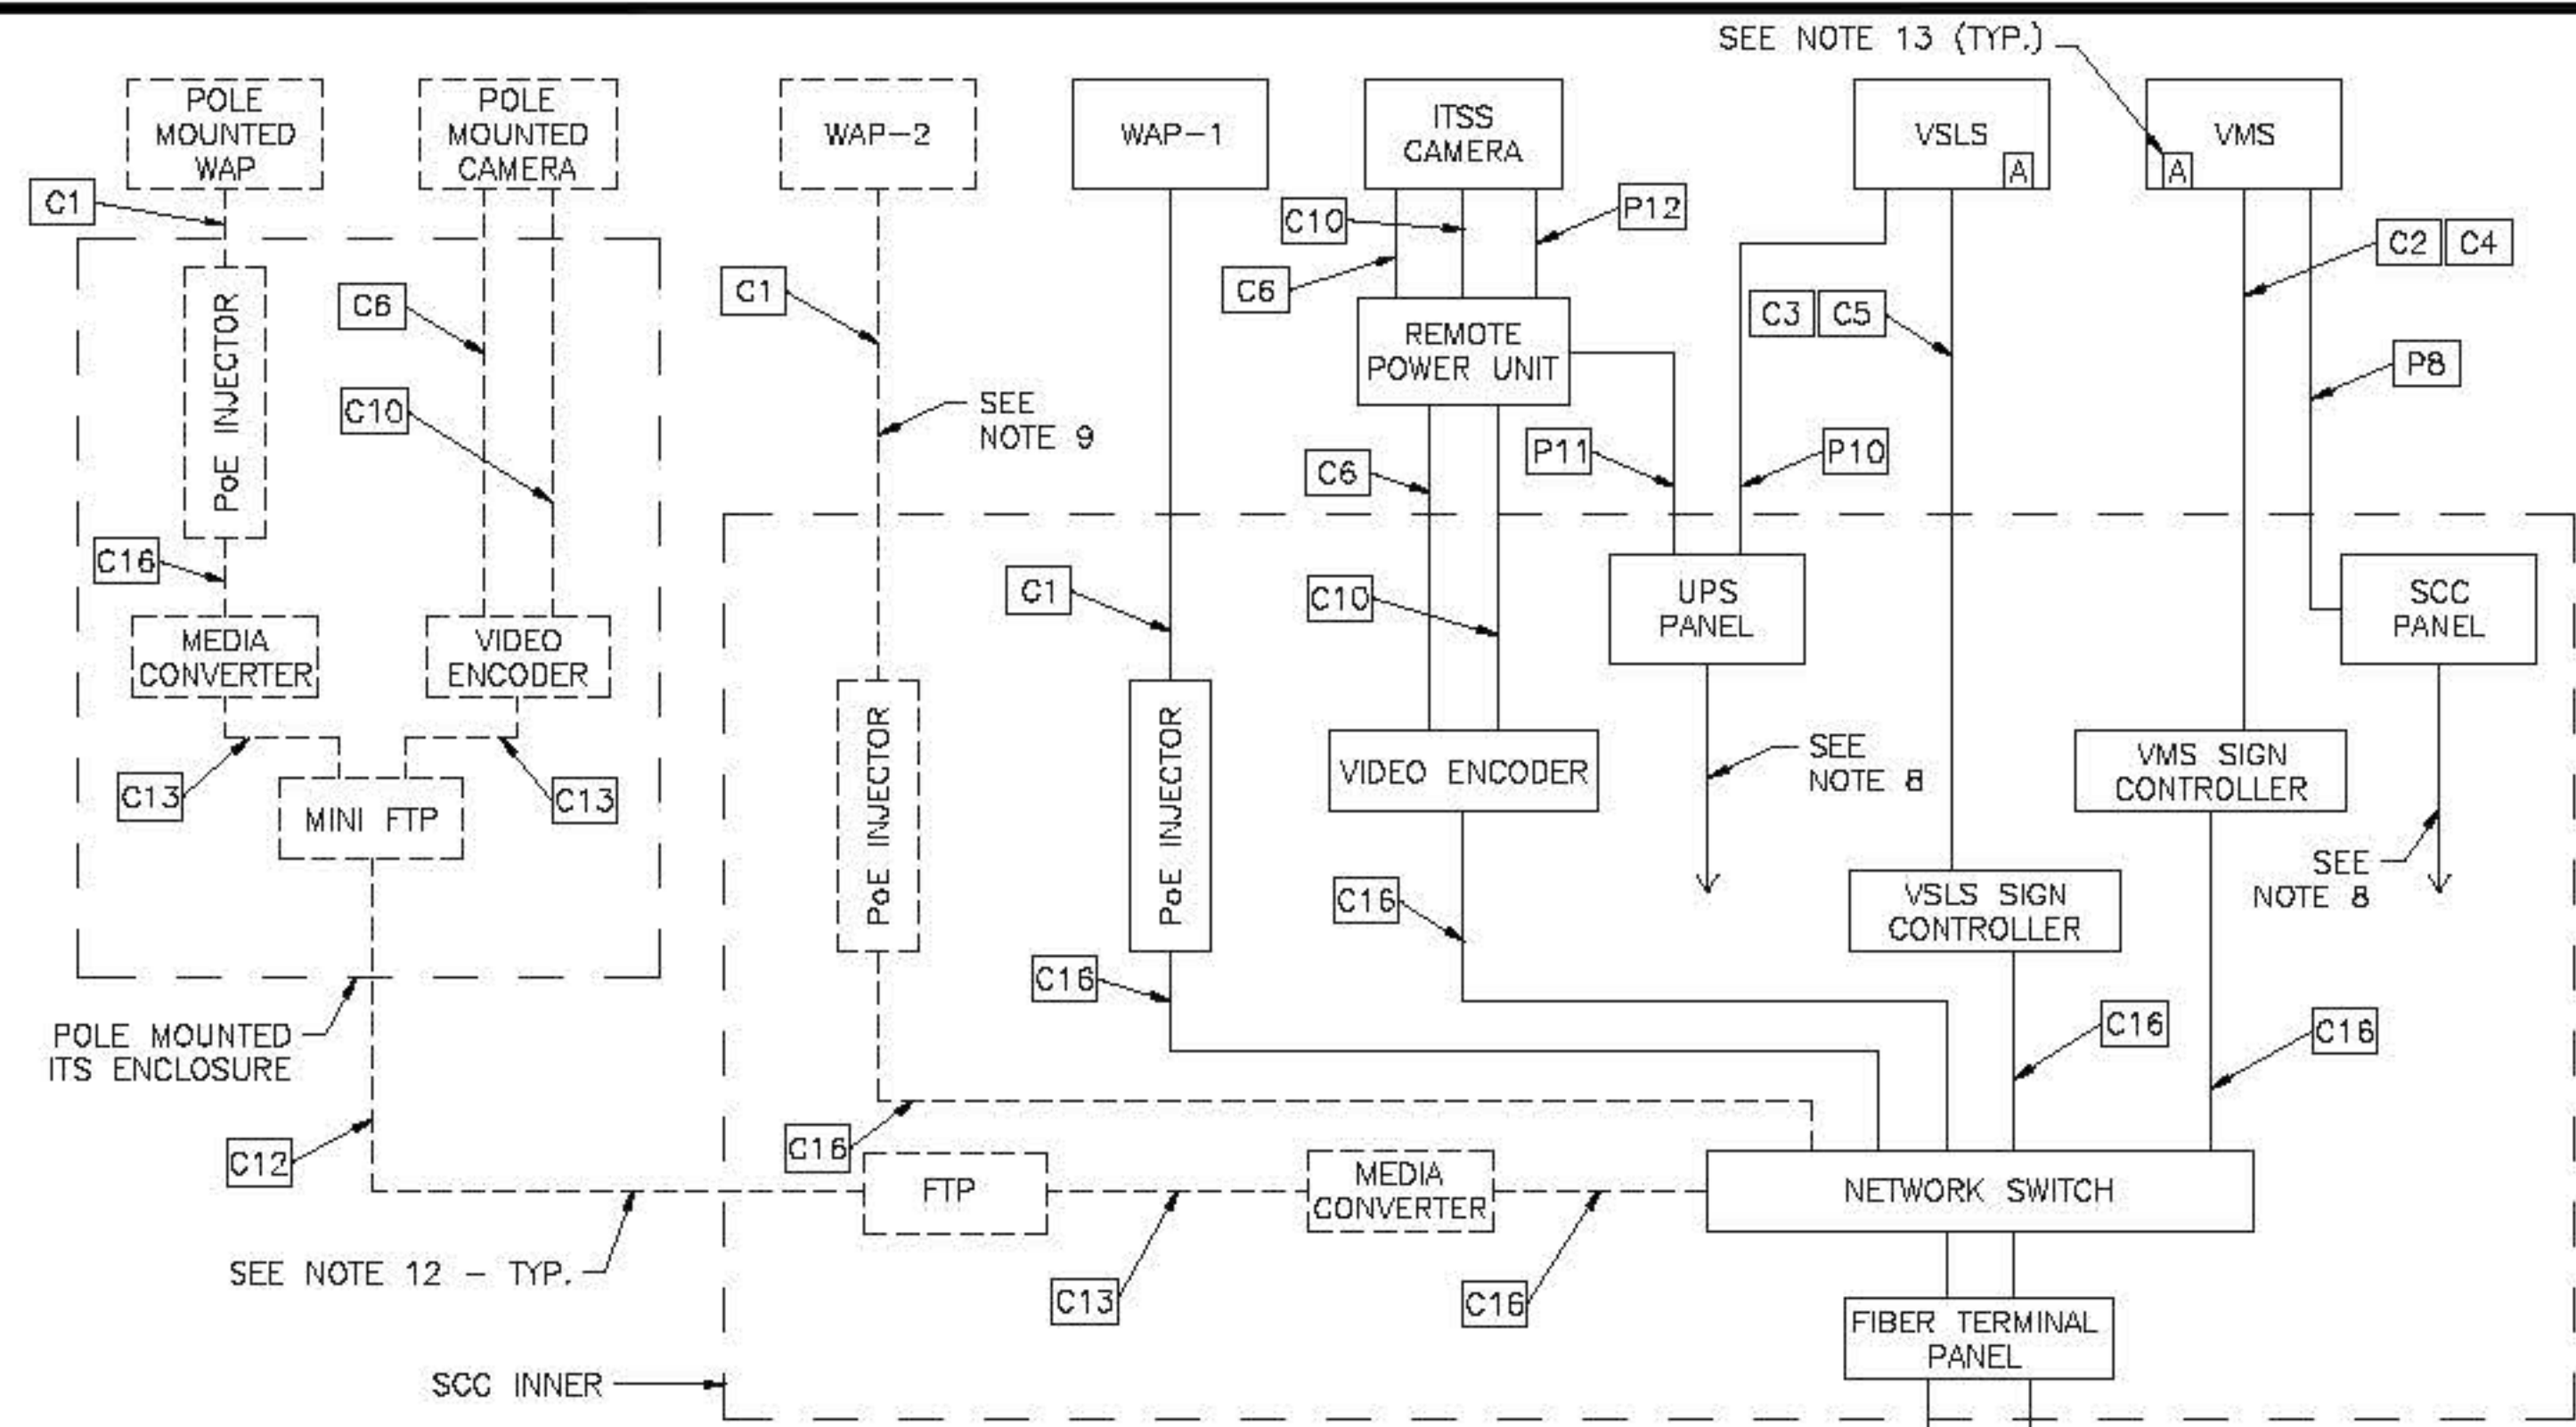 SEE NOTE 13 (TYP.)
POLE
MOUNTED
WAP
POLE
MOUNTED
CAMERA
WAP-2
WAP-1
ITSS
CAMERA
VSLS
A
VMS
A
C1
C10
P12
C6
C2 C4
C1
C6
C3 C5
PoE INJECTOR
REMOTE
POWER UNIT
P8
C10
SEE
NOTE 9
P11
P10
C6
C16
C1
C10
UPS
PANEL
SCC
PANEL
MEDIA
CONVERTER
VIDEO
ENCODER
C13
C13
MINI FTP
PoE INJECTOR
PoE INJECTOR
VIDEO ENCODER
SEE
NOTE 8
VMS SIGN
CONTROLLER
SEE
NOTE 8
C16
VSLS SIGN
CONTROLLER
C16
POLE MOUNTED
ITS ENCLOSURE
C16
C16
C12
C16
FTP
MEDIA
CONVERTER
NETWORK SWITCH
SEE NOTE 12 - TYP.
C13
C16
FIBER TERMINAL
PANEL
SCC INNER